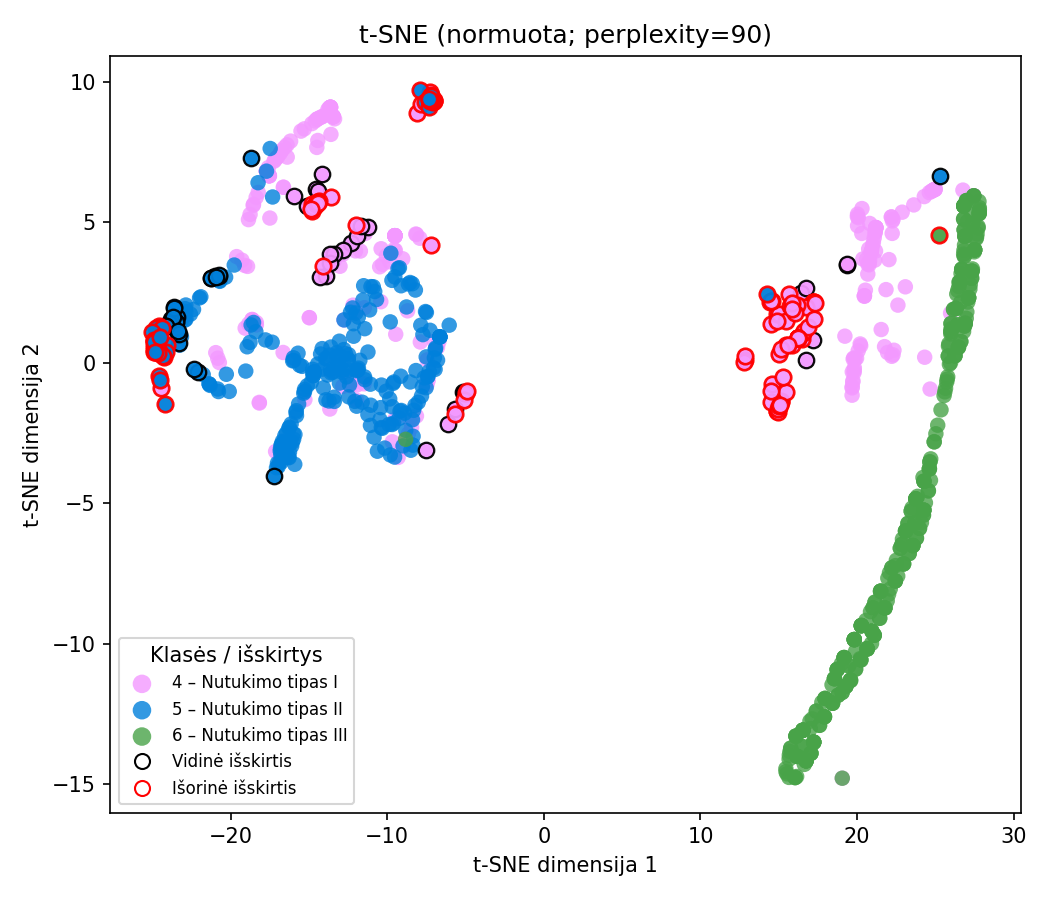 t-SNE (normuota; perplexity=90)
10
5
0
−5
−10
−15
t-SNE dimensija 2
Klasės / išskirtys
4 – Nutukimo tipas I
5 – Nutukimo tipas II
6 – Nutukimo tipas III
Vidinė išskirtis
Išorinė išskirtis
−20
−10
0
10
20
30
t-SNE dimensija 1